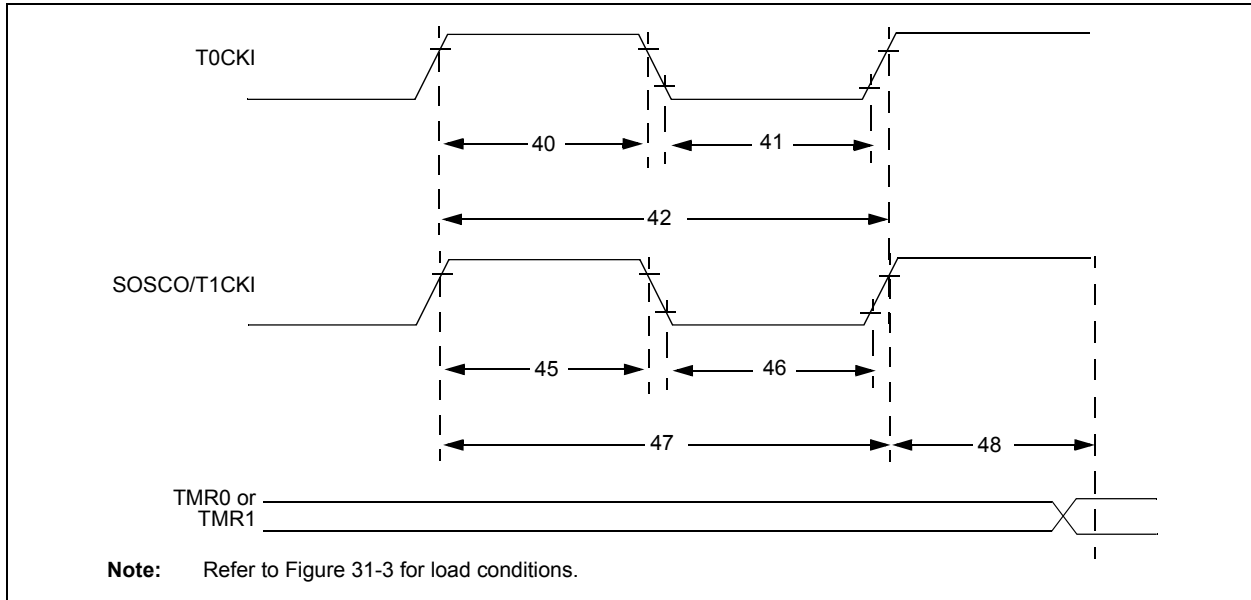 T0CKI
40
41
42
SOSCO/T1CKI
45
46
47
48
TMR0 or
TMR1
Note: Refer to Figure 31-3 for load conditions.